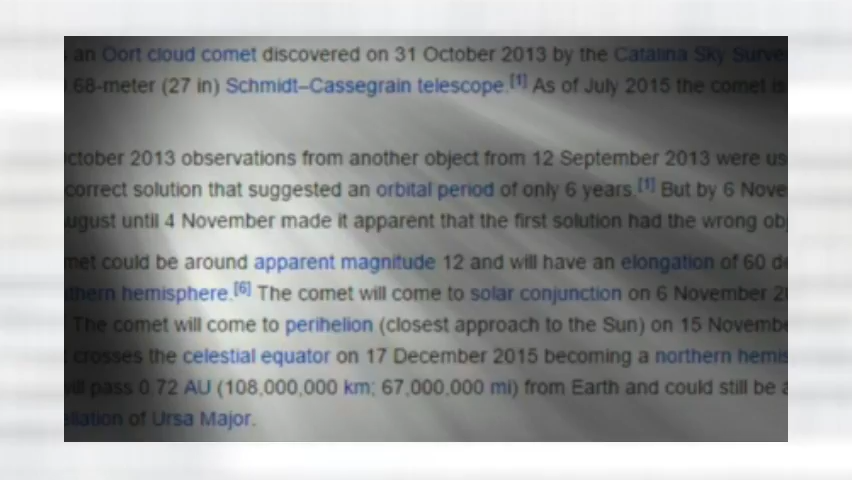 an Oort cloud comet discovered on 31 October 2013 by the Catalina Sky Surve
68-meter (27 in) Schmidt–Cassegrain telescope.[1] As of July 2015 the comet is
ctober 2013 observations from another object from 12 September 2013 were us
correct solution that suggested an orbital period of only 6 years.[1] But by 6 Nove
ugust until 4 November made it apparent that the first solution had the wrong obj
met could be around apparent magnitude 12 and will have an elongation of 60 de
thern hemisphere.[6] The comet will come to solar conjunction on 6 November 20
The comet will come to perihelion (closest approach to the Sun) on 15 Novembe
t crosses the celestial equator on 17 December 2015 becoming a northern hemis
will pass 0.72 AU (108,000,000 km; 67,000,000 mi) from Earth and could still be a
ellation of Ursa Major.